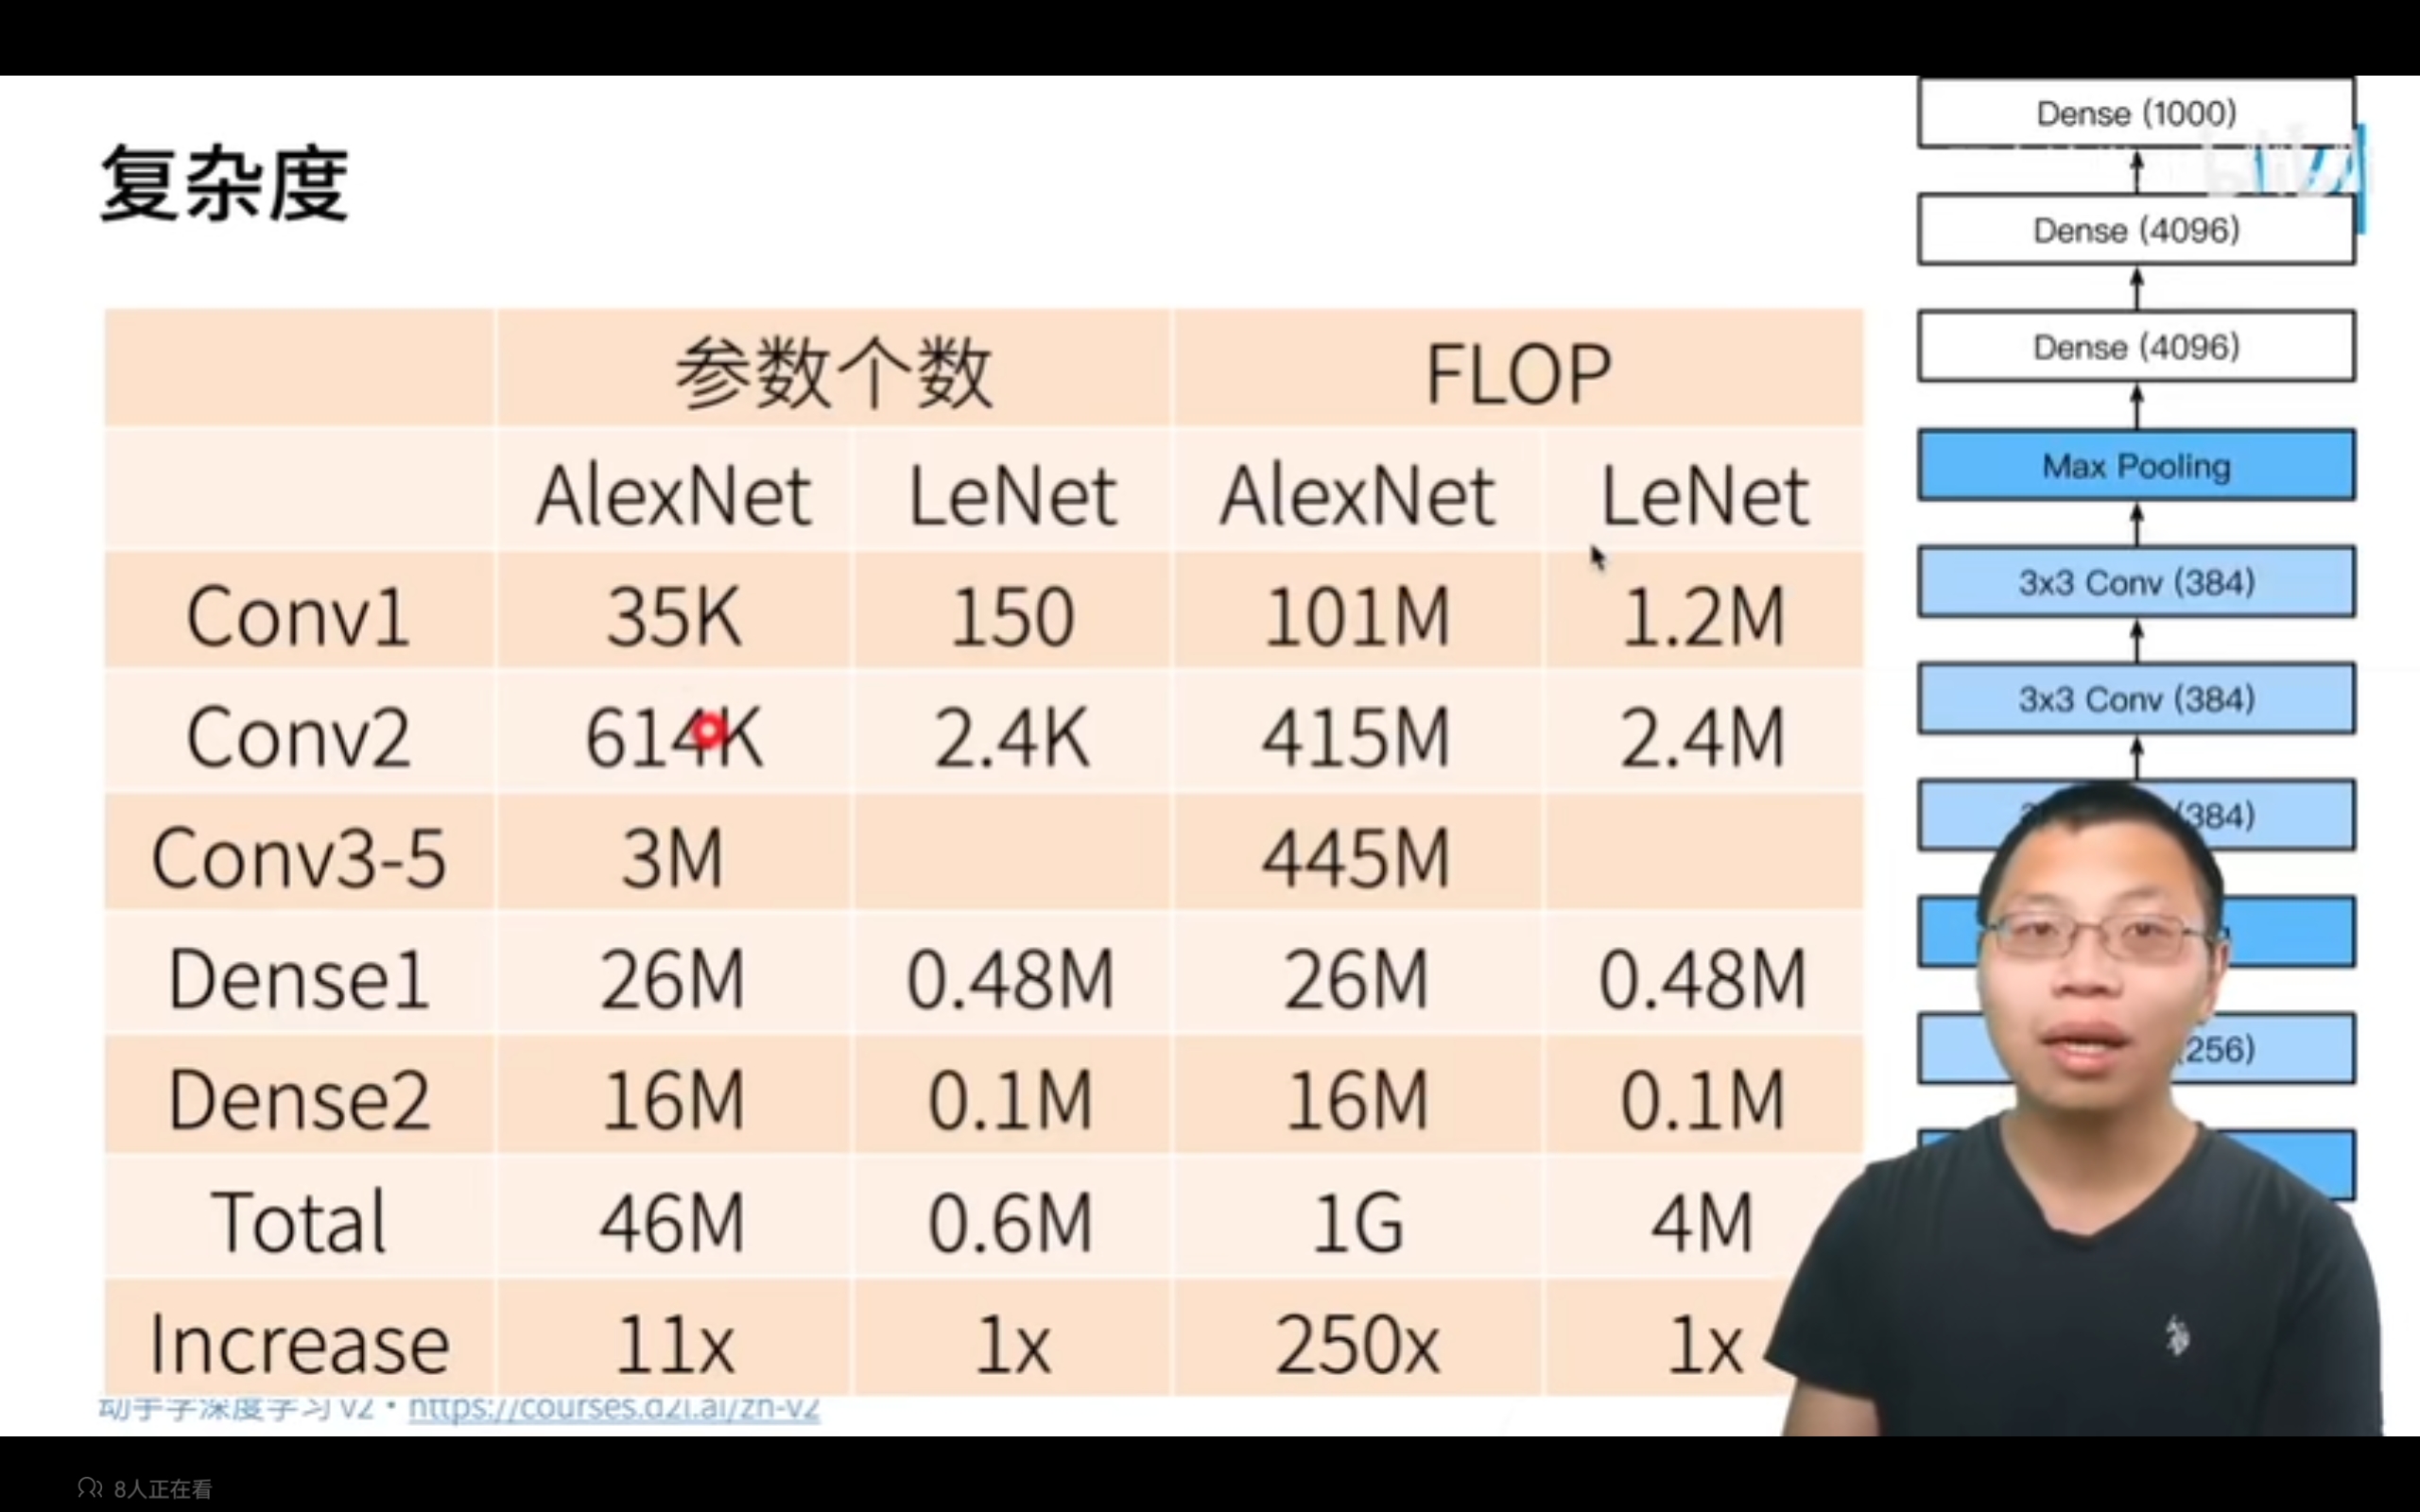 复杂度
参数个数 FLOP
AlexNet LeNet AlexNet LeNet
Conv1 35K 150 101M 1.2M
Conv2 614K 2.4K 415M 2.4M
Conv3-5 3M 445M
Dense1 26M 0.48M 26M 0.48M
Dense2 16M 0.1M 16M 0.1M
Total 46M 0.6M 1G 4M
Increase 11x 1x 250x 1x
动手学深度学习 v2 • https://courses.d2l.ai/zh-v2
Dense (1000)
bilibili
Dense (4096)
Dense (4096)
Max Pooling
3x3 Conv (384)
3x3 Conv (384)
(384)
(256)
8人正在看